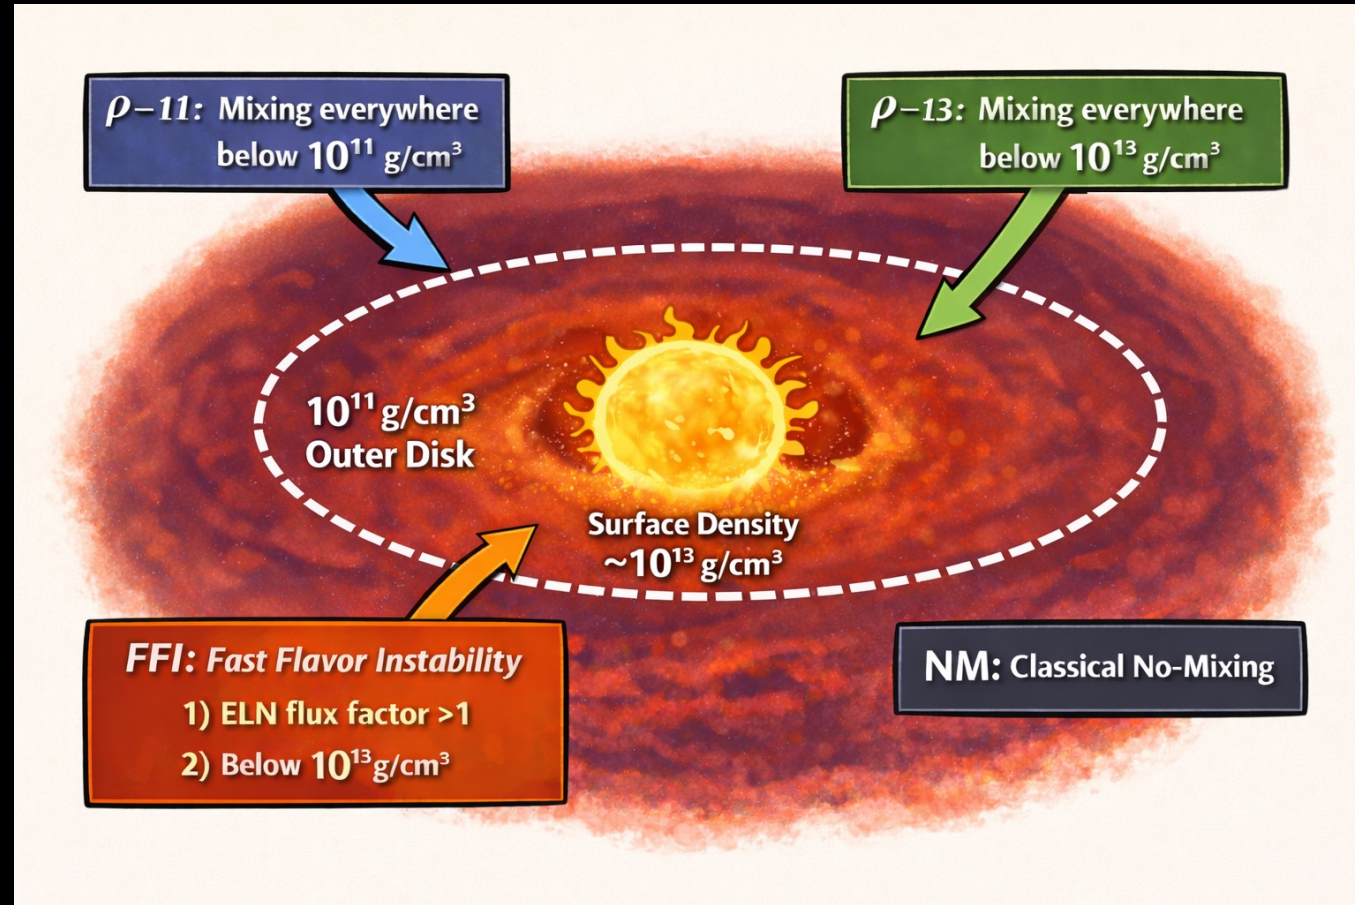 ρ−11: Mixing everywhere
below 10¹¹ g/cm³
ρ−13: Mixing everywhere
below 10¹³ g/cm³
10¹¹ g/cm³
Outer Disk
Surface Density
~10¹³ g/cm³
FFI: Fast Flavor Instability
1) ELN flux factor >1
2) Below 10¹³g/cm³
NM: Classical No-Mixing